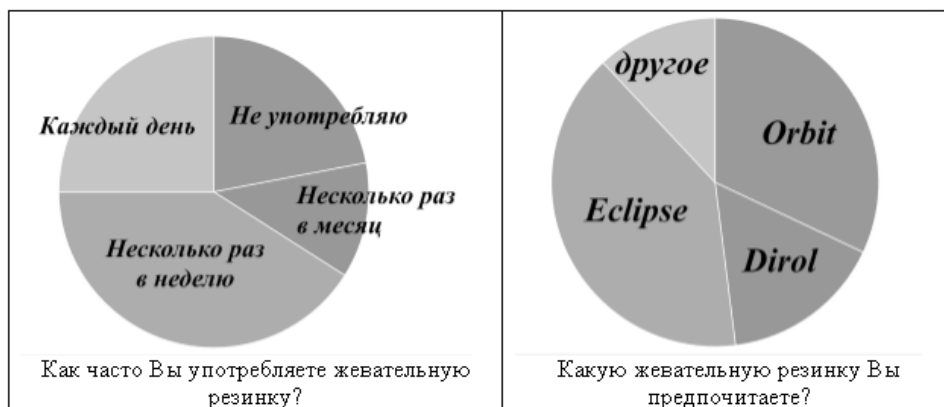 Каждый день
Не употребляю
Несколько раз
в месяц
Несколько раз
в неделю
Как часто Вы употребляете жевательную
резинку?
другое
Orbit
Eclipse
Dirol
Какую жевательную резинку Вы
предпочитаете?